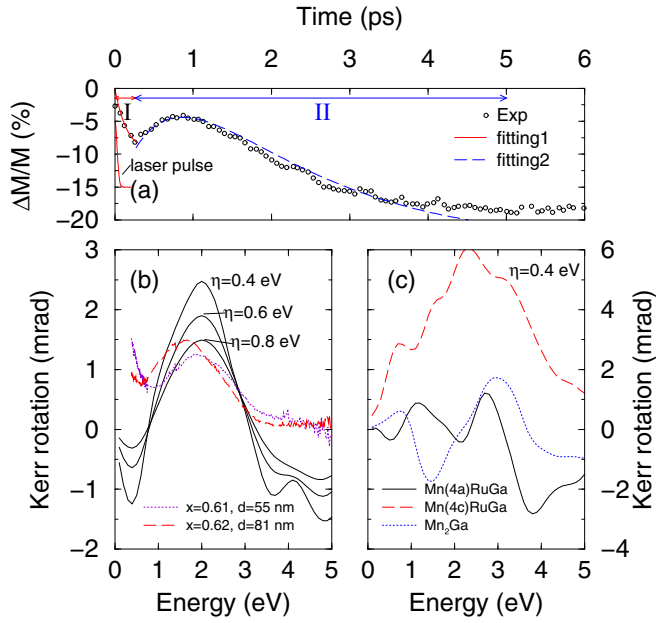 Time (ps)
0 1 2 3 4 5 6
0
−5
−10
−15
−20
ΔM/M (%)
I
II
Exp
fitting1
fitting2
laser pulse
(a)
3
2
1
0
−1
−2
Kerr rotation (mrad)
(b)
η=0.4 eV
η=0.6 eV
η=0.8 eV
x=0.61, d=55 nm
x=0.62, d=81 nm
0 1 2 3 4 5
Energy (eV)
(c)
η=0.4 eV
Mn(4a)RuGa
Mn(4c)RuGa
Mn₂Ga
6
4
2
0
−2
−4
Kerr rotation (mrad)
0 1 2 3 4 5
Energy (eV)